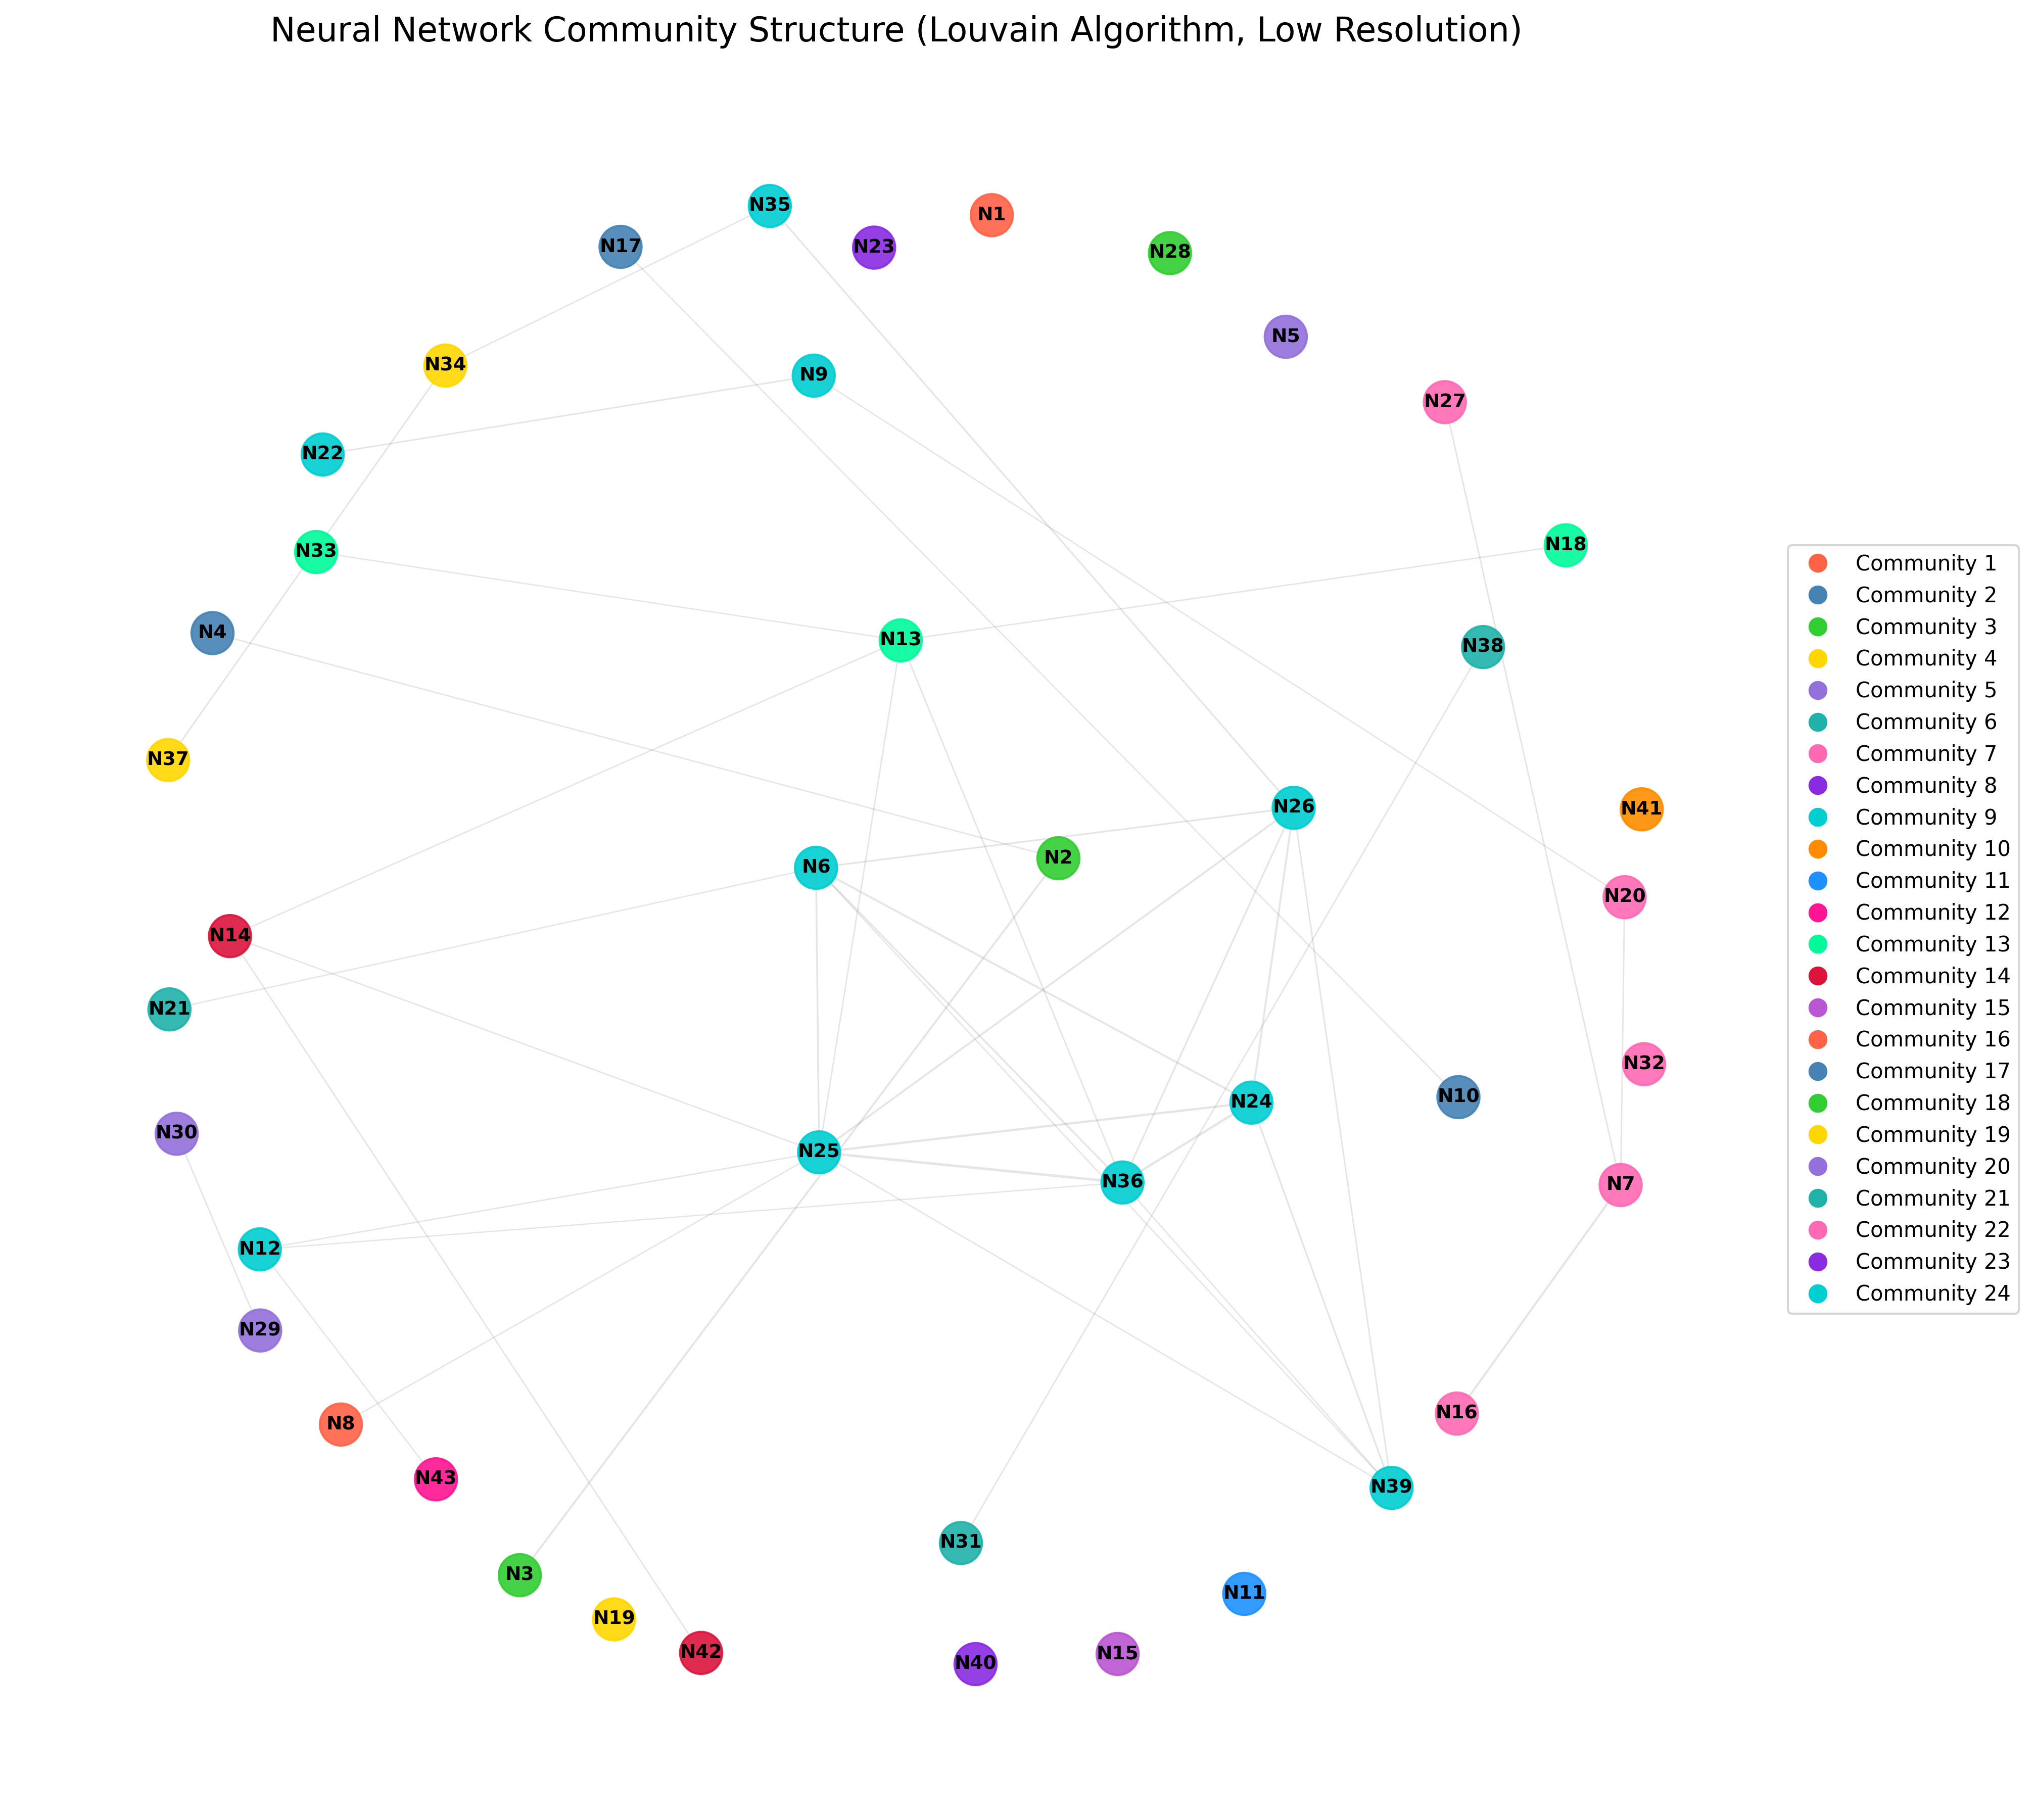 Neural Network Community Structure (Louvain Algorithm, Low Resolution)
N35
N1
N17
N23
N28
N5
N34
N9
N27
N22
N18
N33
N4
N13
N38
N37
N26
N41
N2
N6
N20
N14
N21
N32
N24
N10
N30
N25
N36
N7
N12
N29
N16
N8
N43
N39
N31
N3
N11
N19
N42
N15
N40
Community 1
Community 2
Community 3
Community 4
Community 5
Community 6
Community 7
Community 8
Community 9
Community 10
Community 11
Community 12
Community 13
Community 14
Community 15
Community 16
Community 17
Community 18
Community 19
Community 20
Community 21
Community 22
Community 23
Community 24